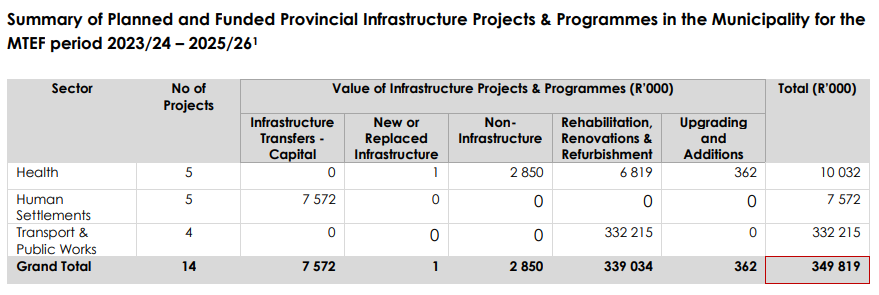 Summary of Planned and Funded Provincial Infrastructure Projects & Programmes in the Municipality for the
MTEF period 2023/24 – 2025/26¹
Sector No of Projects Value of Infrastructure Projects & Programmes (R'000) Total (R'000)
Infrastructure Transfers - Capital New or Replaced Infrastructure Non-Infrastructure Rehabilitation, Renovations & Refurbishment Upgrading and Additions
Health 5 0 1 2 850 6 819 362 10 032
Human Settlements 5 7 572 0 0 0 0 7 572
Transport & Public Works 4 0 0 0 332 215 0 332 215
Grand Total 14 7 572 1 2 850 339 034 362 349 819